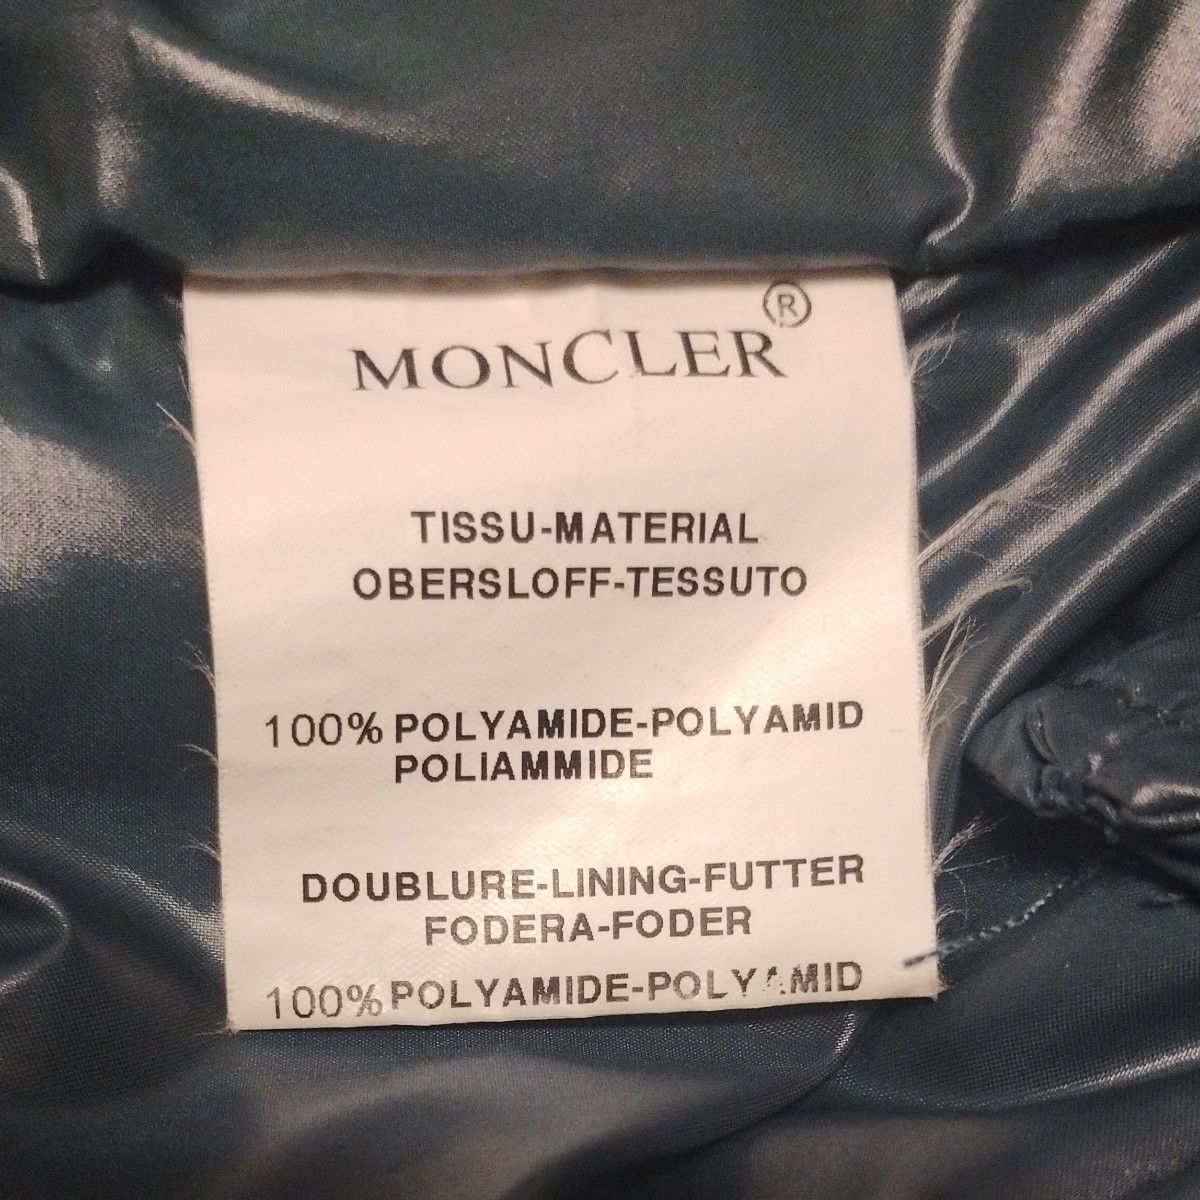 MONCLER®
TISSU-MATERIAL
OBERSLOFF-TESSUTO
100% POLYAMIDE-POLYAMID
POLIAMMIDE
DOUBLURE-LINING-FUTTER
FODERA-FODER
100% POLYAMIDE-POLYAMID